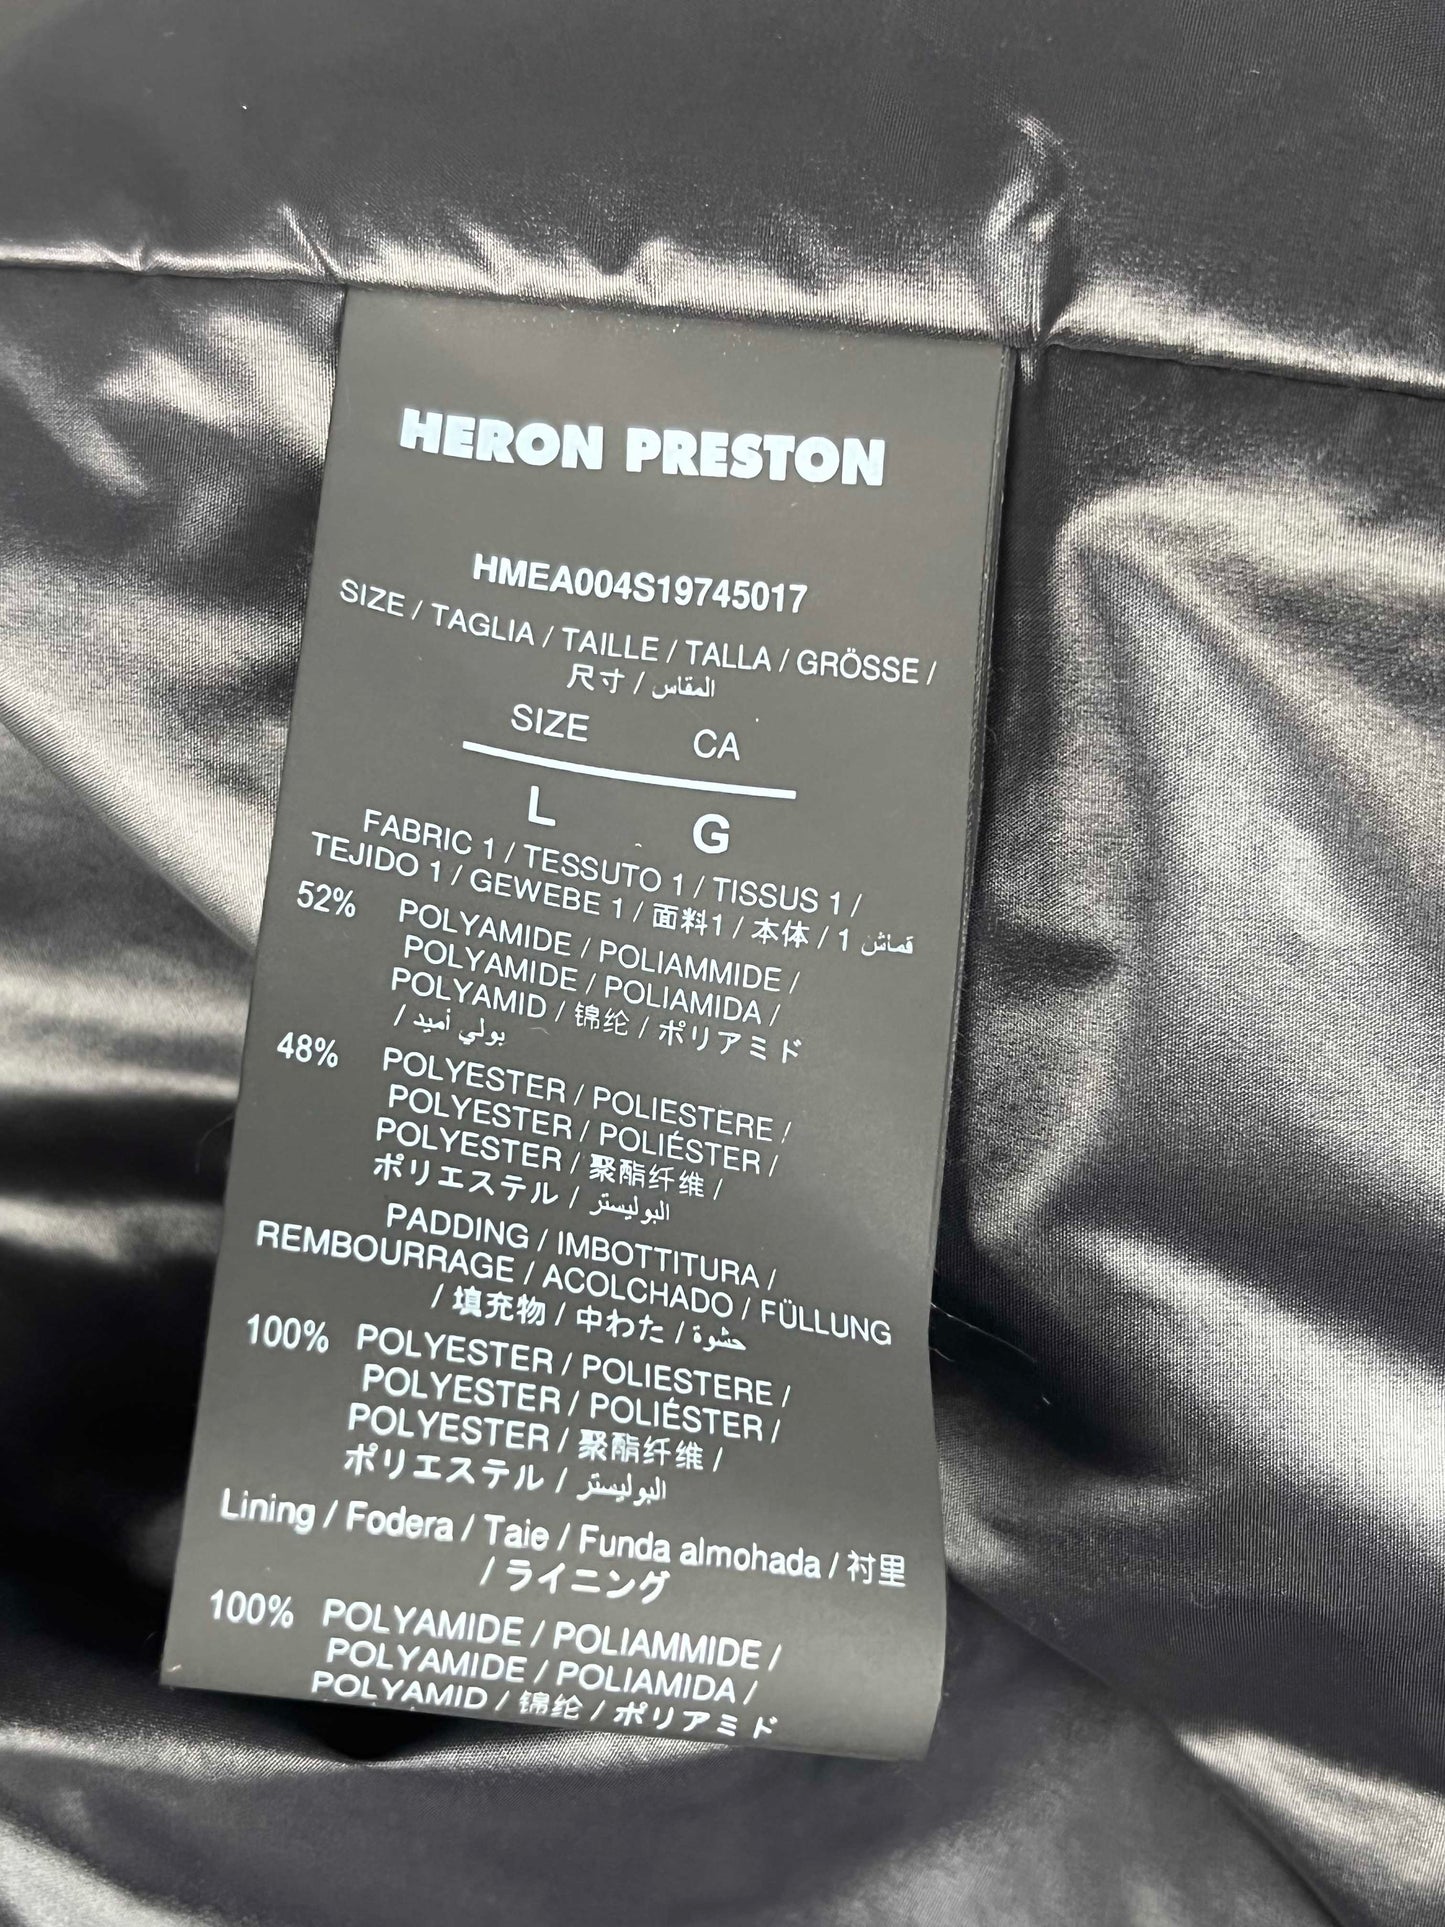 HERON PRESTON
HMEA004S19745017
SIZE / TAGLIA / TAILLE / TALLA / GRÖSSE /
尺寸 / المقاس
SIZE CA
L G
FABRIC 1 / TESSUTO 1 / TISSUS 1 /
TEJIDO 1 / GEWEBE 1 / 面料1 / 本体 / 1 قماش
52% POLYAMIDE / POLIAMMIDE /
POLYAMIDE / POLIAMIDA /
POLYAMID / 锦纶 / ポリアミド
/ بولي أميد
48% POLYESTER / POLIESTERE /
POLYESTER / POLIÉSTER /
POLYESTER / 聚酯纤维 /
ポリエステル / البوليستر
PADDING / IMBOTTITURA /
REMBOURRAGE / ACOLCHADO / FÜLLUNG
/ 填充物 / 中わた / حشوة
100% POLYESTER / POLIESTERE /
POLYESTER / POLIÉSTER /
POLYESTER / 聚酯纤维 /
ポリエステル / البوليستر
Lining / Fodera / Taie / Funda almohada / 衬里
/ ライニング
100% POLYAMIDE / POLIAMMIDE /
POLYAMIDE / POLIAMIDA /
POLYAMID / 锦纶 / ポリアミド